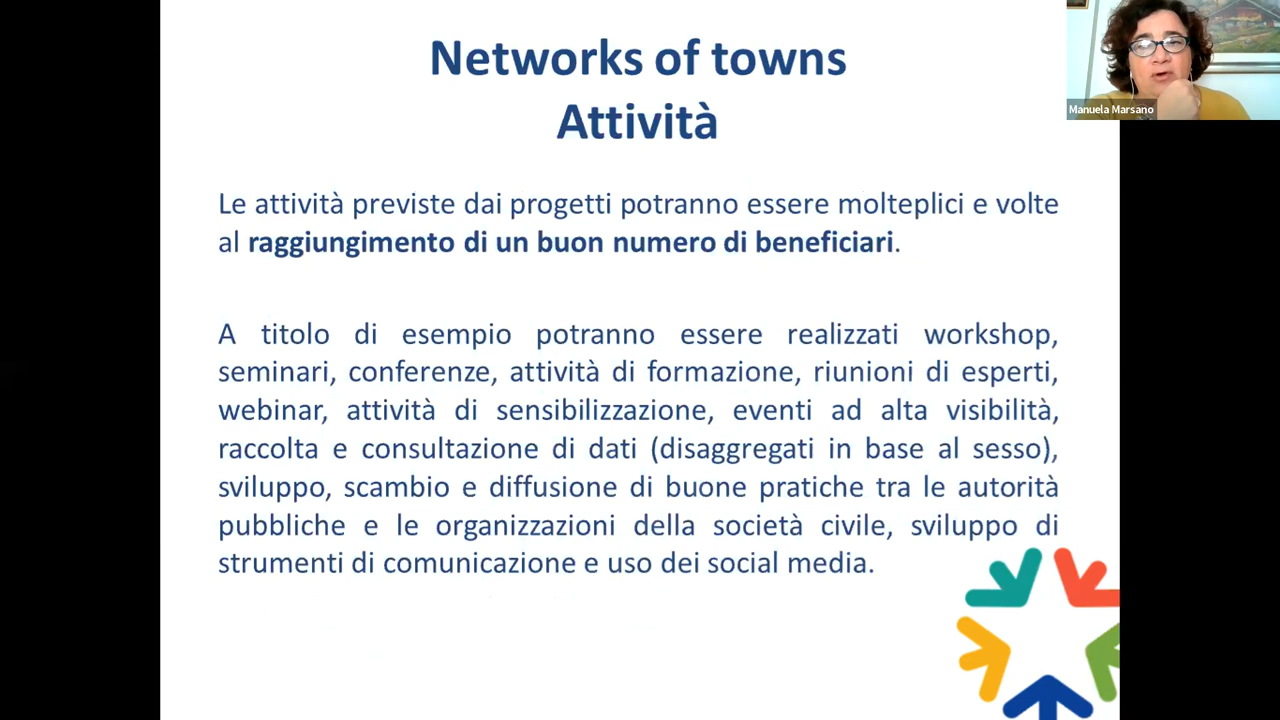 Networks of towns
Attività
Manuela Marsano
Le attività previste dai progetti potranno essere molteplici e volte
al raggiungimento di un buon numero di beneficiari.
A titolo di esempio potranno essere realizzati workshop,
seminari, conferenze, attività di formazione, riunioni di esperti,
webinar, attività di sensibilizzazione, eventi ad alta visibilità,
raccolta e consultazione di dati (disaggregati in base al sesso),
sviluppo, scambio e diffusione di buone pratiche tra le autorità
pubbliche e le organizzazioni della società civile, sviluppo di
strumenti di comunicazione e uso dei social media.